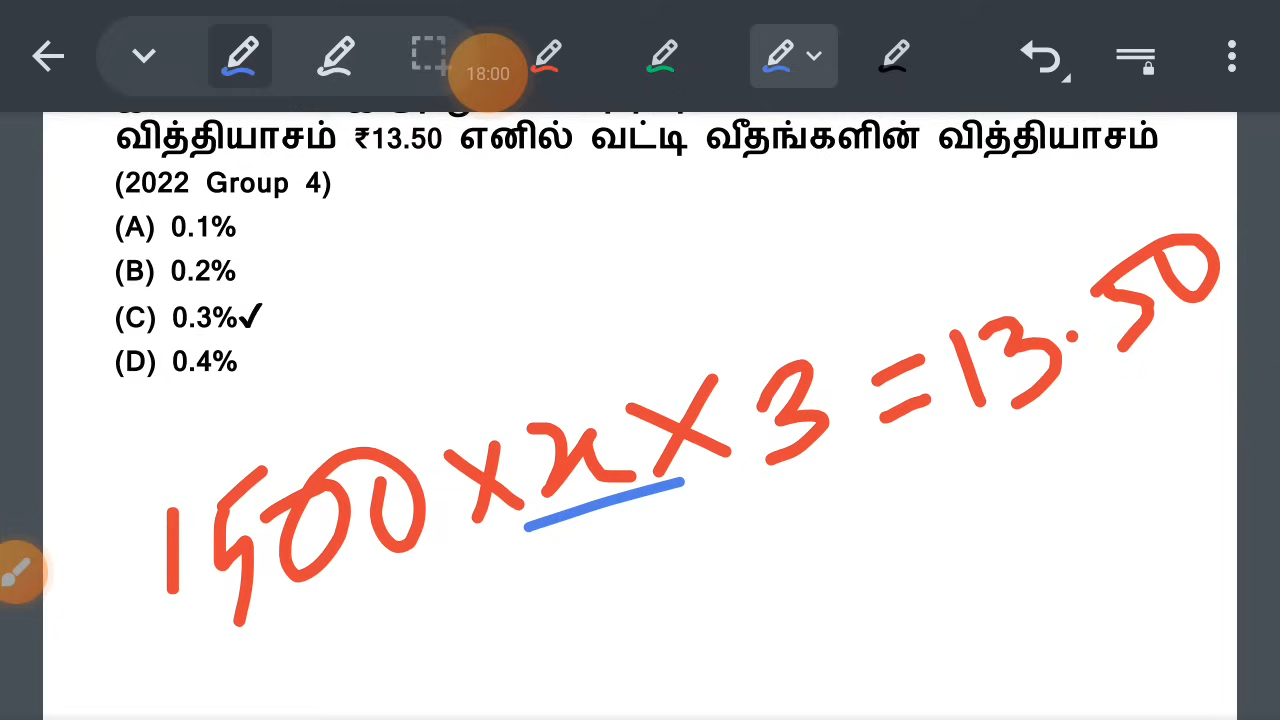 18:00
வித்தியாசம் ₹13.50 எனில் வட்டி வீதங்களின் வித்தியாசம்
(2022 Group 4)
(A) 0.1%
(B) 0.2%
(C) 0.3%✓
(D) 0.4%
1500 × x × 3 = 13.50